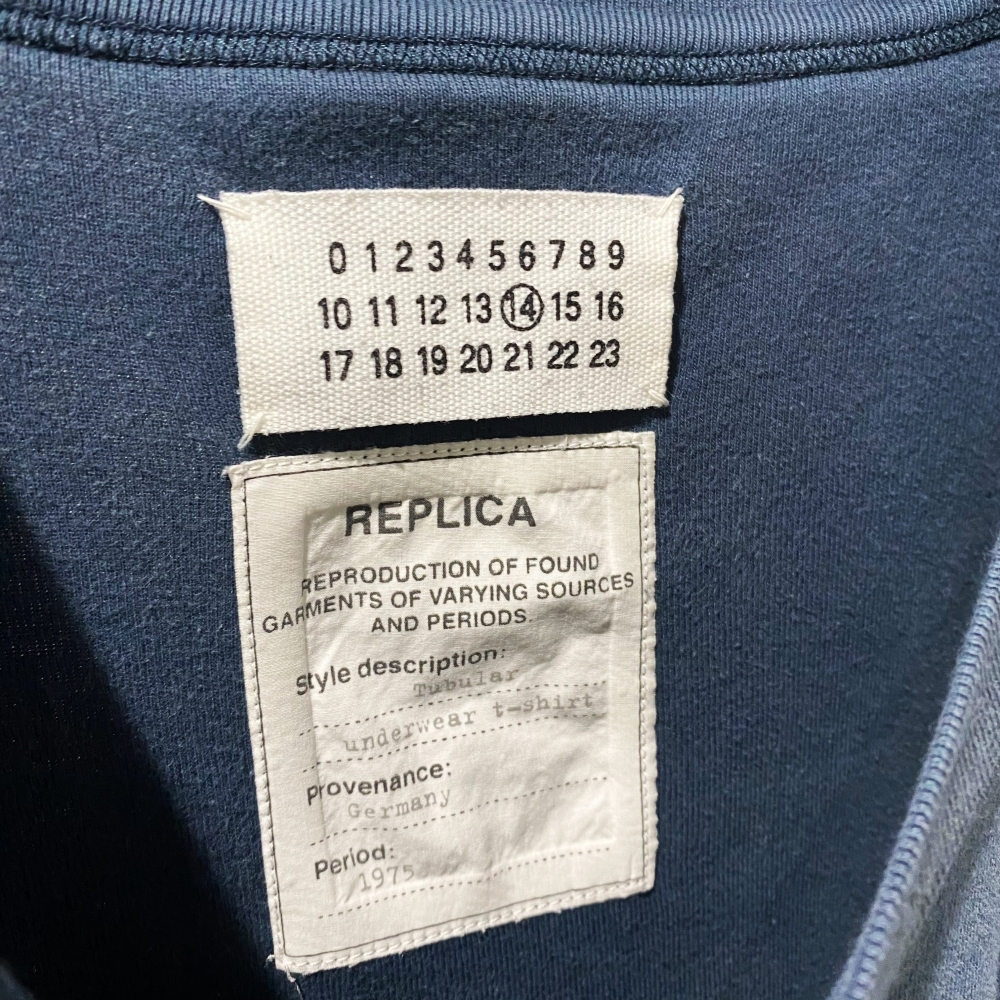 0 1 2 3 4 5 6 7 8 9
10 11 12 13 14 15 16
17 18 19 20 21 22 23
REPLICA
REPRODUCTION OF FOUND
GARMENTS OF VARYING SOURCES
AND PERIODS.
Style description:
Tubular
underwear t-shirt
Provenance:
Germany
Period:
1975